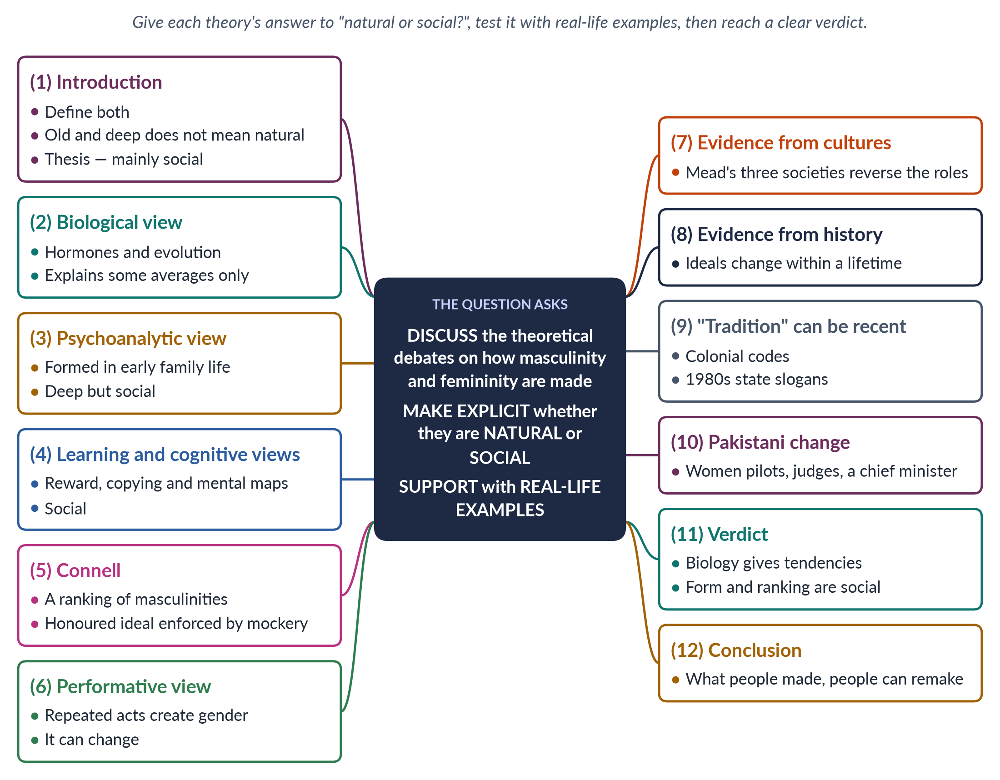 Give each theory's answer to "natural or social?", test it with real-life examples, then reach a clear verdict.
(1) Introduction
Define both
Old and deep does not mean natural
Thesis — mainly social
(2) Biological view
Hormones and evolution
Explains some averages only
(3) Psychoanalytic view
Formed in early family life
Deep but social
(4) Learning and cognitive views
Reward, copying and mental maps
Social
(5) Connell
A ranking of masculinities
Honoured ideal enforced by mockery
(6) Performative view
Repeated acts create gender
It can change
THE QUESTION ASKS
DISCUSS the theoretical
debates on how masculinity
and femininity are made
MAKE EXPLICIT whether
they are NATURAL or
SOCIAL
SUPPORT with REAL-LIFE
EXAMPLES
(7) Evidence from cultures
Mead's three societies reverse the roles
(8) Evidence from history
Ideals change within a lifetime
(9) "Tradition" can be recent
Colonial codes
1980s state slogans
(10) Pakistani change
Women pilots, judges, a chief minister
(11) Verdict
Biology gives tendencies
Form and ranking are social
(12) Conclusion
What people made, people can remake